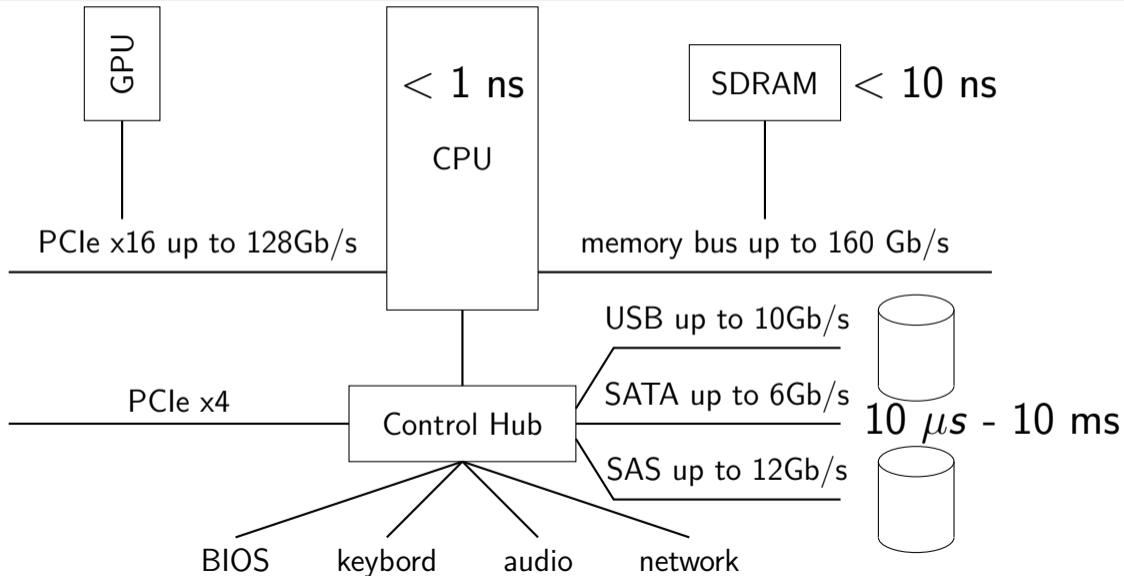 GPU
< 1 ns
CPU
SDRAM
< 10 ns
PCIe x16 up to 128Gb/s
memory bus up to 160 Gb/s
USB up to 10Gb/s
PCIe x4
SATA up to 6Gb/s
Control Hub
10 μs - 10 ms
SAS up to 12Gb/s
BIOS
keybord
audio
network